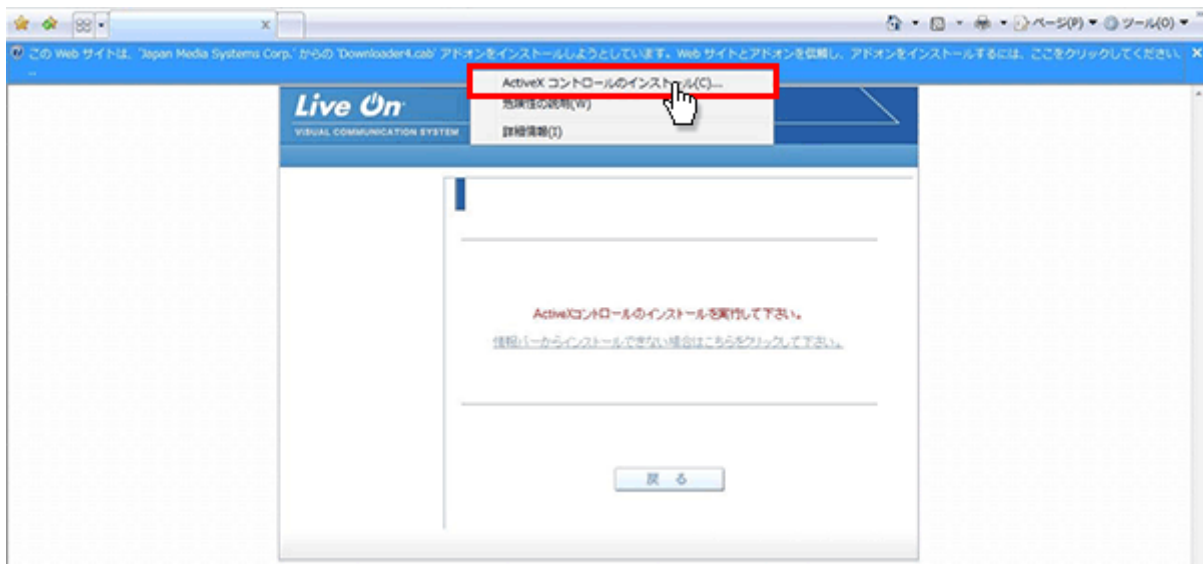 ページ(P) ツール(O)
この Web サイトは、'Japan Media Systems Corp.' からの 'Downloader4.cab' アドオンをインストールしようとしています。Web サイトとアドオンを信頼し、アドオンをインストールするには、ここをクリックしてください。
...
ActiveX コントロールのインストール(C)...
危険性の説明(W)
詳細情報(I)
Live On
VISUAL COMMUNICATION SYSTEM
ActiveXコントロールのインストールを実行して下さい。
情報バーからインストールできない場合はこちらをクリックして下さい。
戻 る